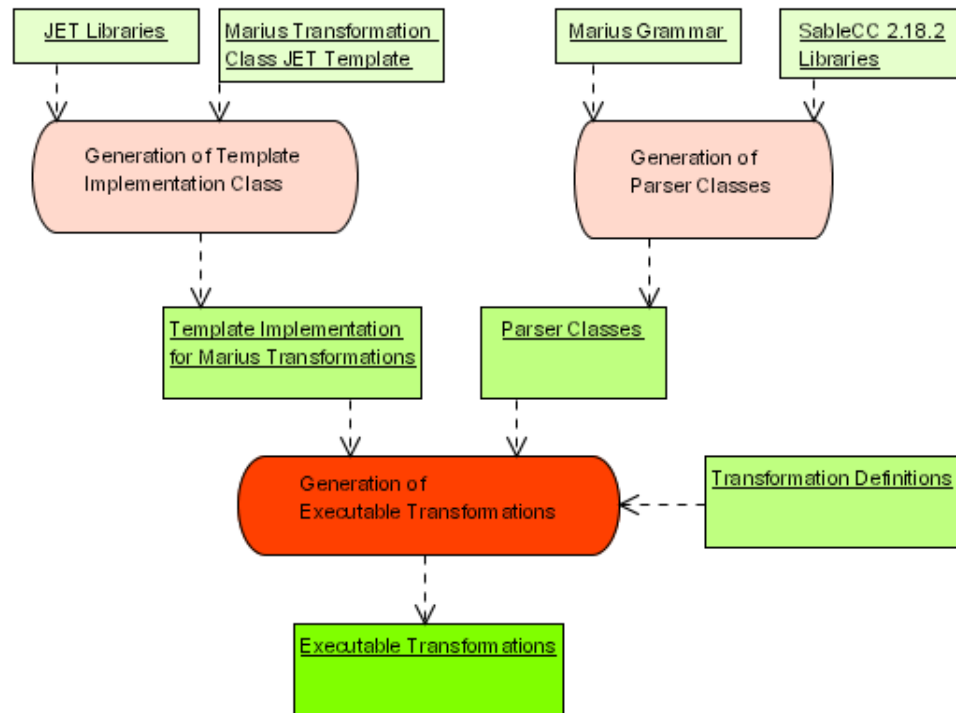 JET Libraries
Marius Transformation
Class JET Template
Marius Grammar
SableCC 2.18.2
Libraries
Generation of Template
Implementation Class
Generation of
Parser Classes
Template Implementation
for Marius Transformations
Parser Classes
Generation of
Executable Transformations
Transformation Definitions
Executable Transformations